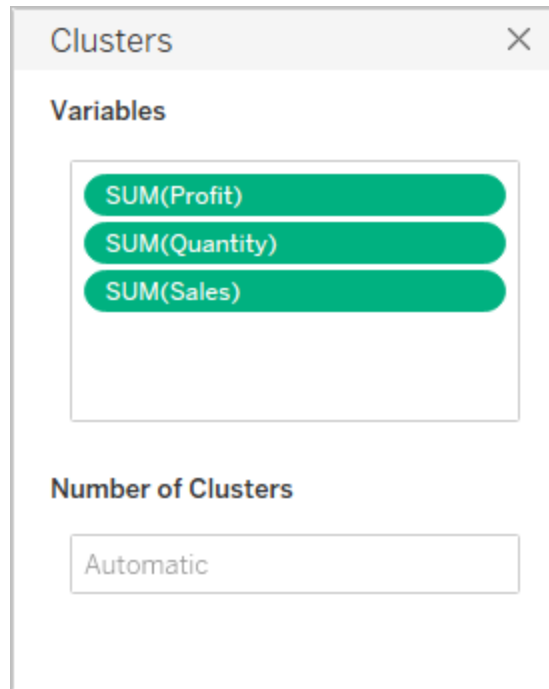 Clusters
Variables
SUM(Profit)
SUM(Quantity)
SUM(Sales)
Number of Clusters
Automatic